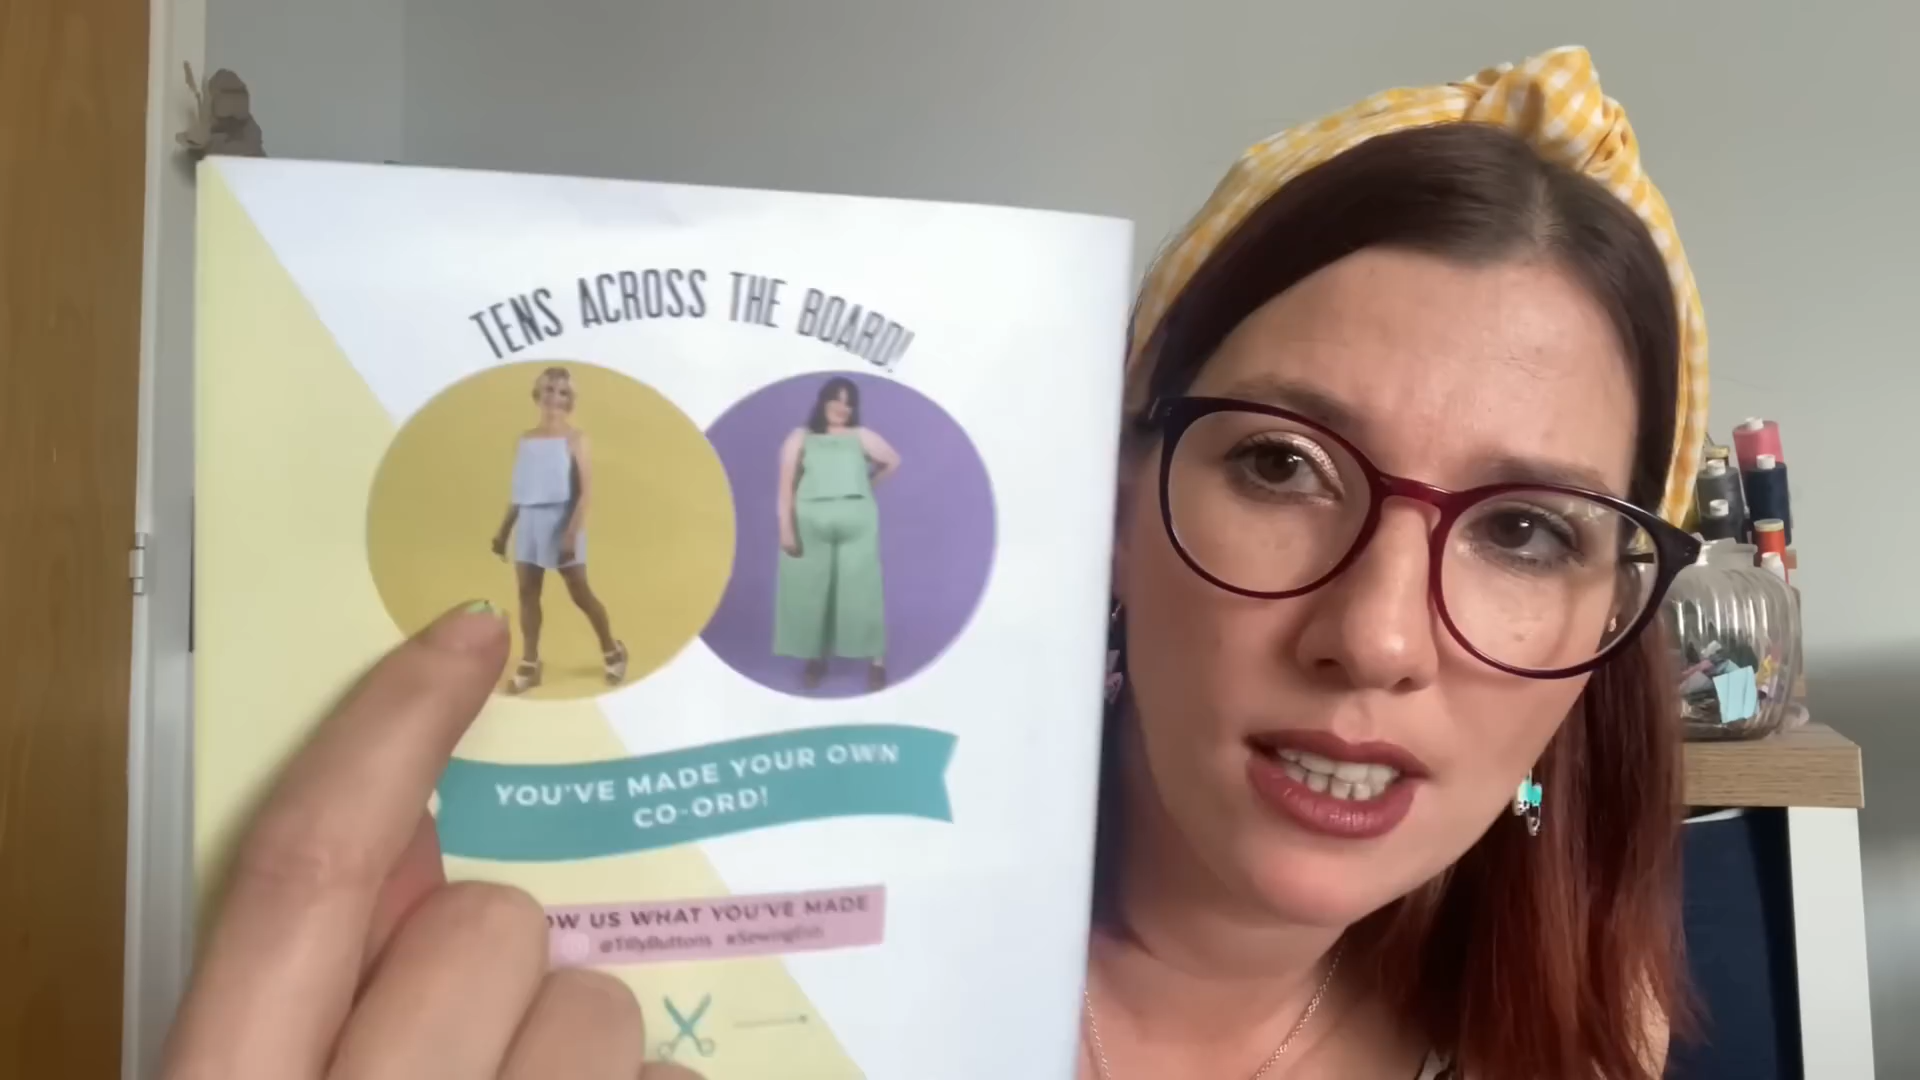 TENS ACROSS THE BOARD!
YOU'VE MADE YOUR OWN
CO-ORD!
OW US WHAT YOU'VE MADE
@TillyButtons